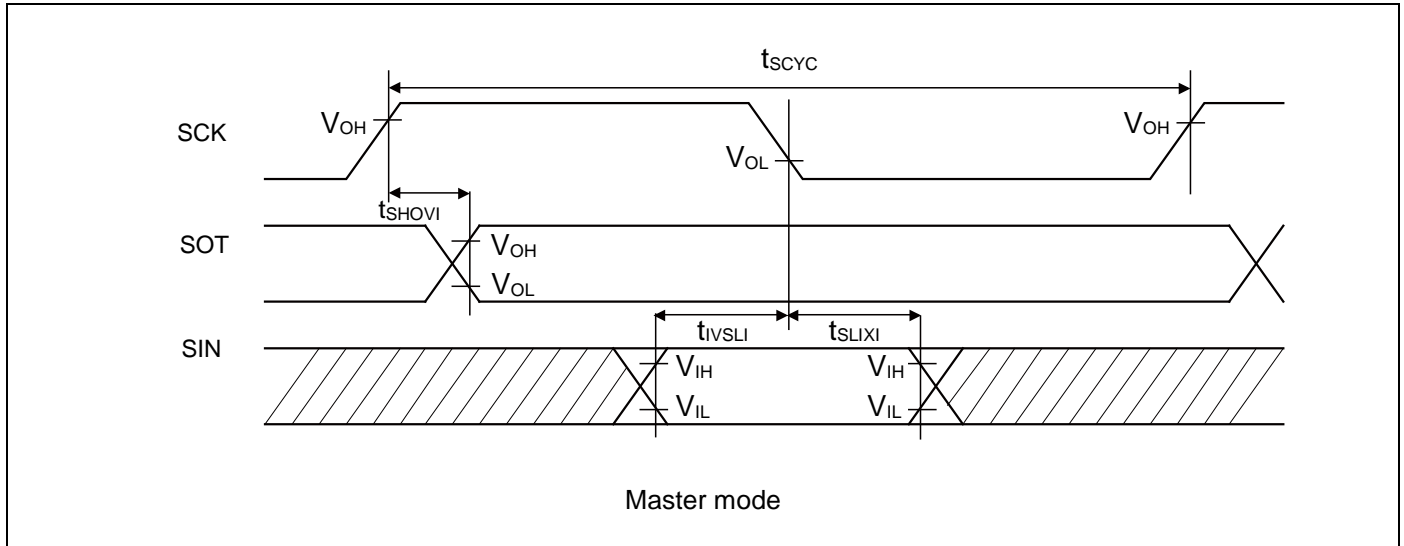 tSCYC
SCK
VOH
VOL
VOH
tSHOVI
SOT
VOH
VOL
tIVSLI
tSLIXI
SIN
VIH
VIH
VIL
VIL
Master mode